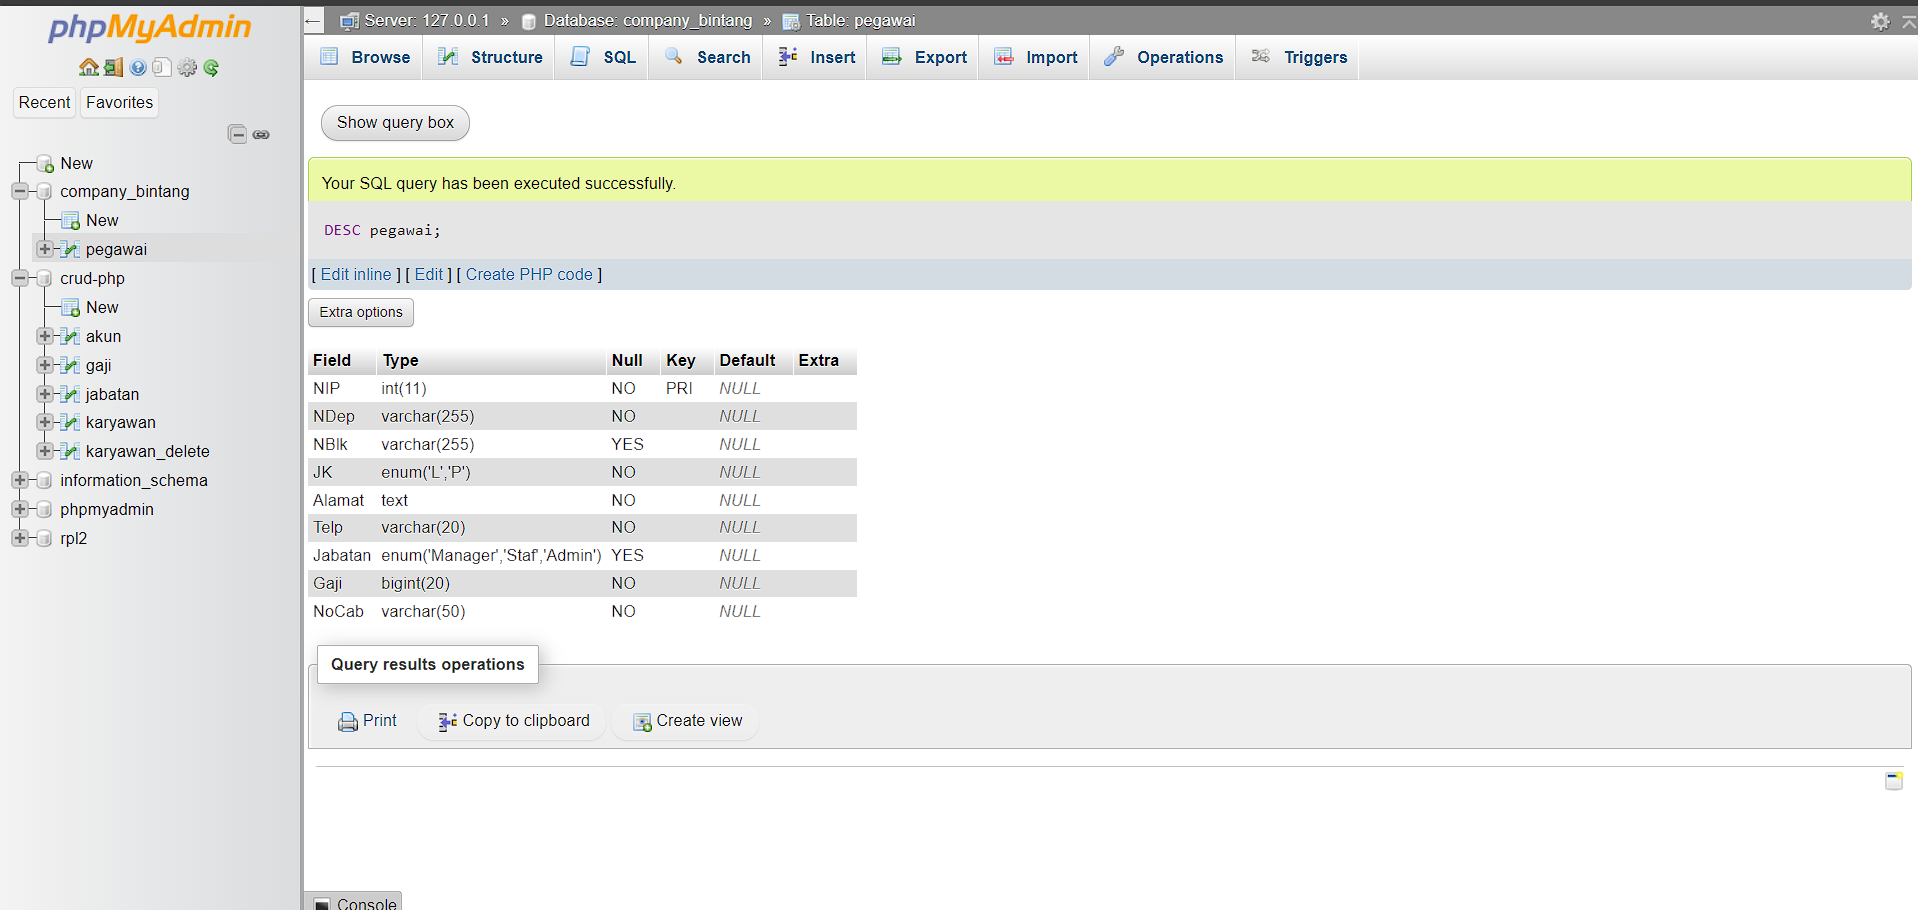 phpMyAdmin
Recent Favorites
New
company_bintang
New
pegawai
crud-php
New
akun
gaji
jabatan
karyawan
karyawan_delete
information_schema
phpmyadmin
rpl2
Server: 127.0.0.1 » Database: company_bintang » Table: pegawai
Browse Structure SQL Search Insert Export Import Operations Triggers
Show query box
Your SQL query has been executed successfully.
DESC pegawai;
[ Edit inline ] [ Edit ] [ Create PHP code ]
Extra options
Field Type Null Key Default Extra
NIP int(11) NO PRI NULL
NDep varchar(255) NO NULL
NBlk varchar(255) YES NULL
JK enum('L','P') NO NULL
Alamat text NO NULL
Telp varchar(20) NO NULL
Jabatan enum('Manager','Staf','Admin') YES NULL
Gaji bigint(20) NO NULL
NoCab varchar(50) NO NULL
Query results operations
Print Copy to clipboard Create view
Console